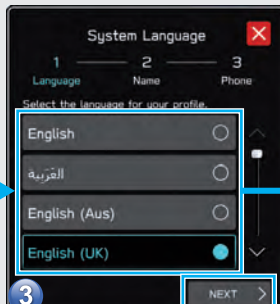 System Language
1 2 3
Language Name Phone
Select the language for your profile.
English
العَرَبية
English (Aus)
English (UK)
3
NEXT